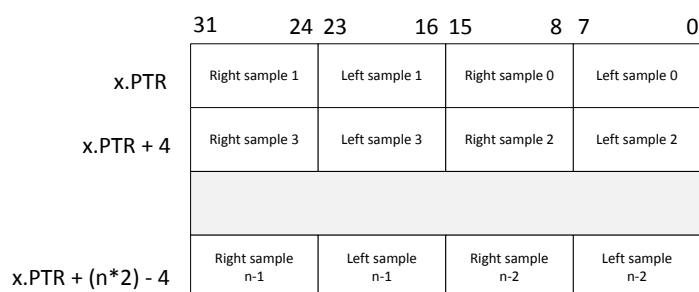 31 24 23 16 15 8 7 0
x.PTR Right sample 1 Left sample 1 Right sample 0 Left sample 0
x.PTR + 4 Right sample 3 Left sample 3 Right sample 2 Left sample 2
x.PTR + (n*2) - 4 Right sample n-1 Left sample n-1 Right sample n-2 Left sample n-2